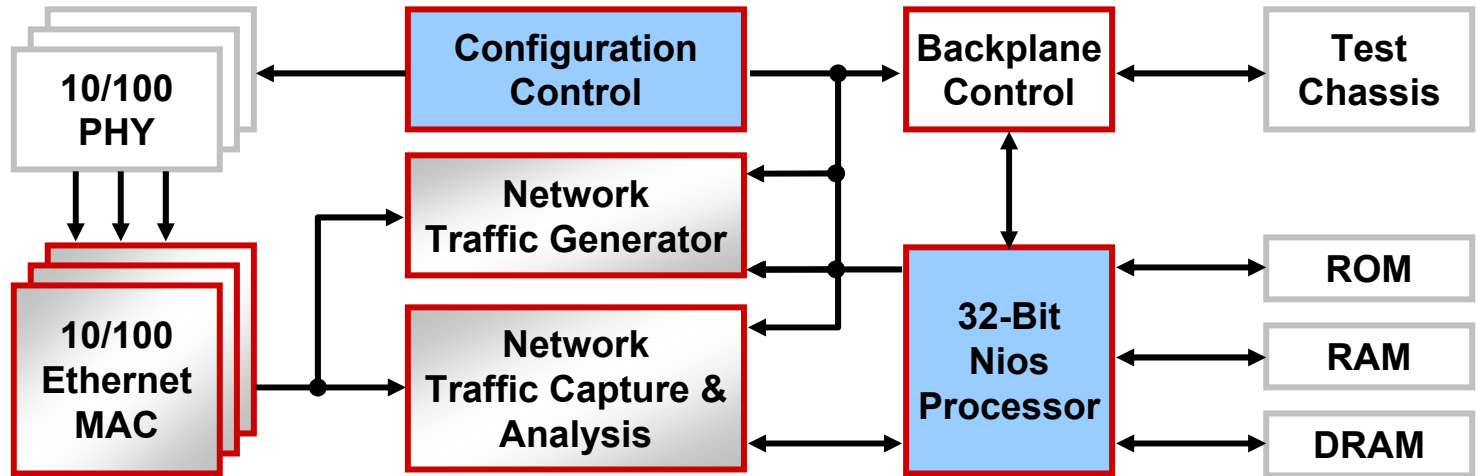 10/100
PHY
Configuration
Control
Backplane
Control
Test
Chassis
Network
Traffic Generator
10/100
Ethernet
MAC
Network
Traffic Capture &
Analysis
32-Bit
Nios
Processor
ROM
RAM
DRAM